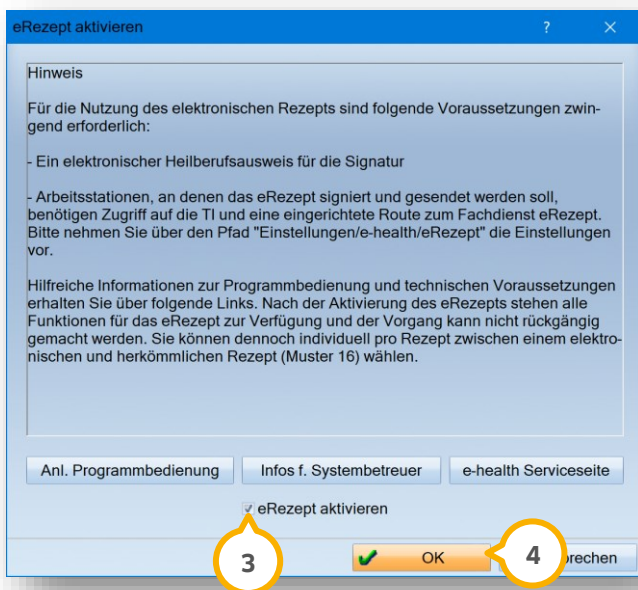 eRezept aktivieren ? ×
Hinweis
Für die Nutzung des elektronischen Rezepts sind folgende Voraussetzungen zwin-
gend erforderlich:
- Ein elektronischer Heilberufsausweis für die Signatur
- Arbeitsstationen, an denen das eRezept signiert und gesendet werden soll,
benötigen Zugriff auf die TI und eine eingerichtete Route zum Fachdienst eRezept.
Bitte nehmen Sie über den Pfad "Einstellungen/e-health/eRezept" die Einstellungen
vor.
Hilfreiche Informationen zur Programmbedienung und technischen Voraussetzungen
erhalten Sie über folgende Links. Nach der Aktivierung des eRezepts stehen alle
Funktionen für das eRezept zur Verfügung und der Vorgang kann nicht rückgängig
gemacht werden. Sie können dennoch individuell pro Rezept zwischen einem elektro-
nischen und herkömmlichen Rezept (Muster 16) wählen.
Anl. Programmbedienung Infos f. Systembetreuer e-health Serviceseite
eRezept aktivieren
3 OK 4 brechen